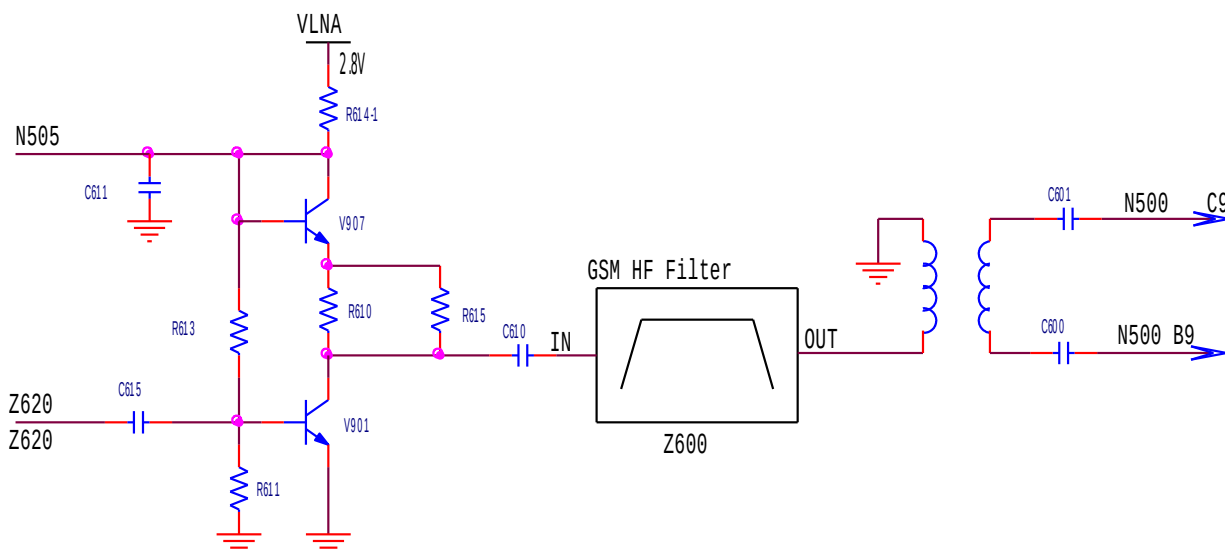 VLNA
2.8V
R614-1
N505
C611
V907
C601
N500
C9
GSM HF Filter
R610
R615
R613
C610
IN
OUT
C600
N500 B9
C615
Z620
Z620
V901
Z600
R611